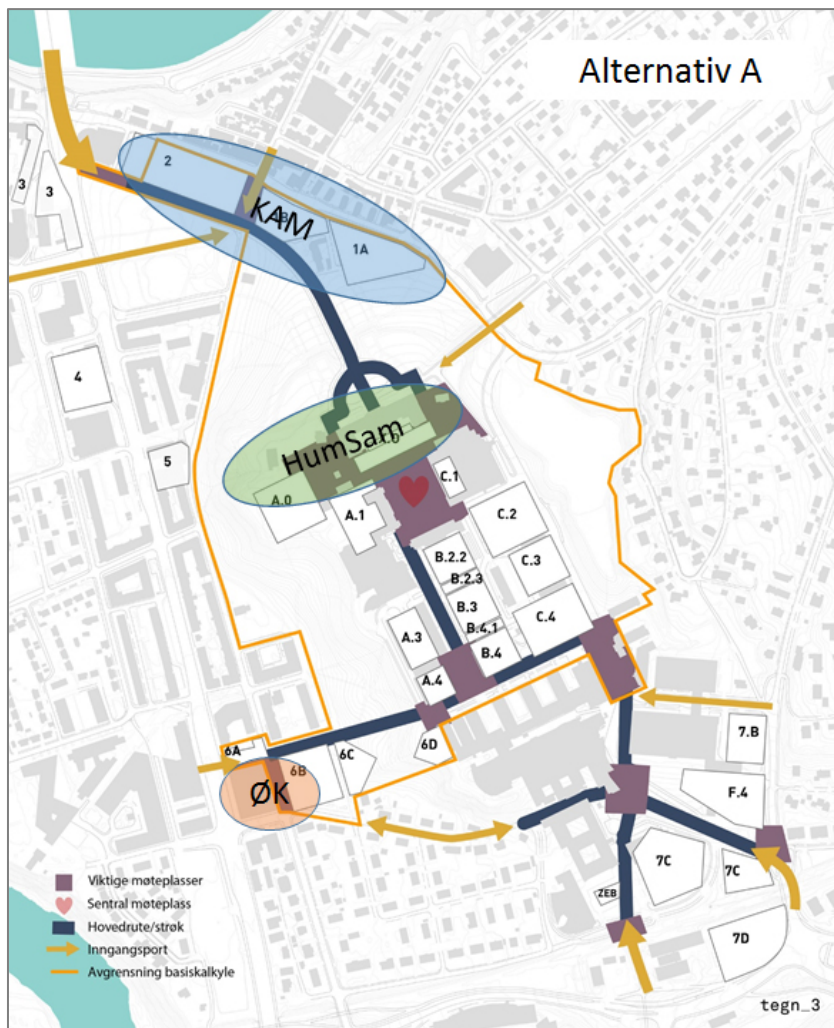 Alternativ A
2
3
3
KAM
1A
4
5
HumSam
A.0
A.1
C.1
C.2
B.2.2
B.2.3
C.3
B.3
B.4.1
C.4
A.3
B.4
A.4
6A
6B
6C
6D
ØK
7.B
F.4
7C
7C
ZEB
7D
Viktige møteplasser
Sentral møteplass
Hovedrute/strøk
Inngangsport
Avgrensning basiskalkyle
tegn_3